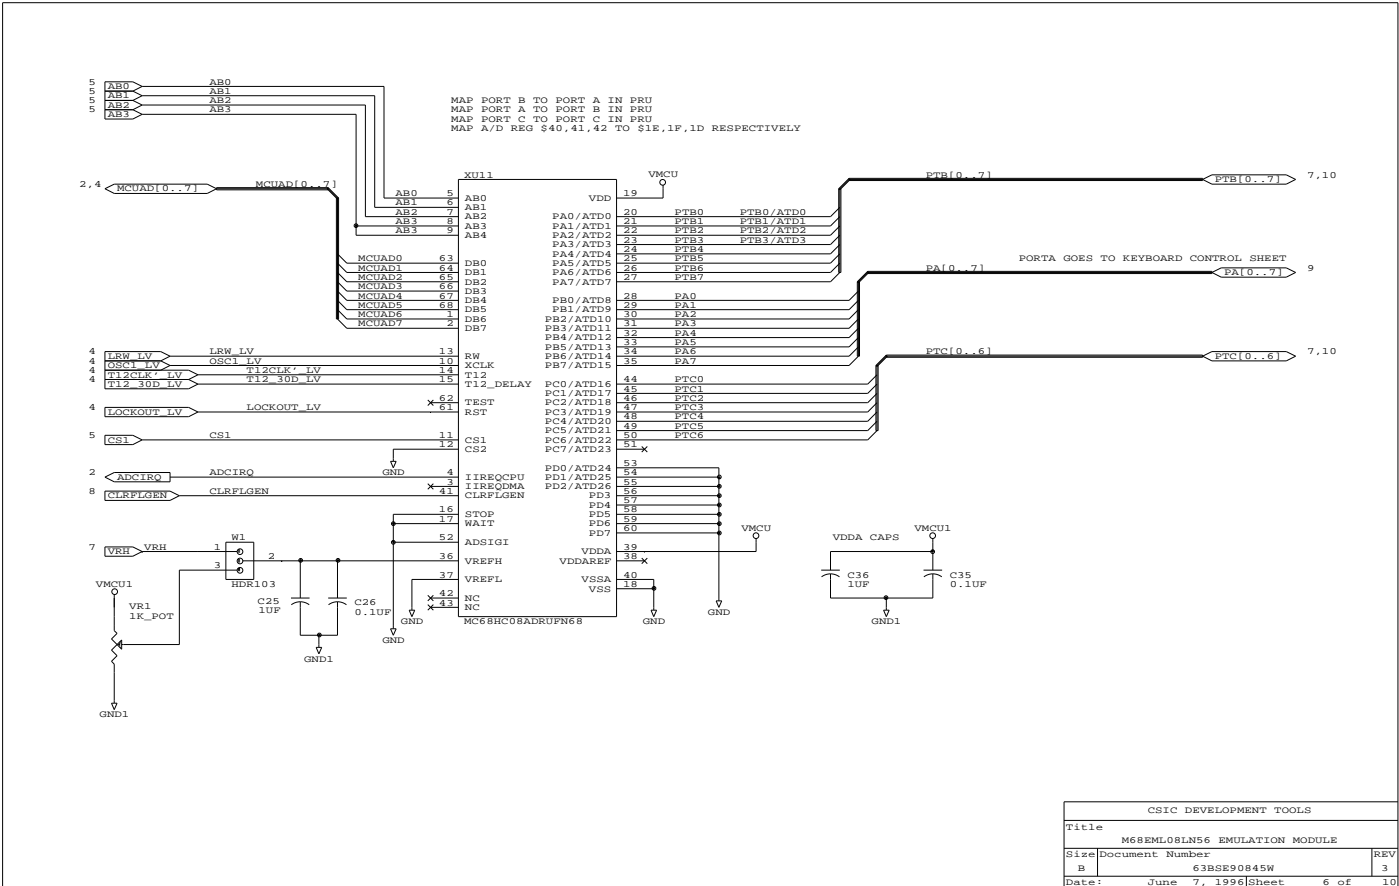 MAP PORT B TO PORT A IN PRU
MAP PORT A TO PORT B IN PRU
MAP PORT C TO PORT C IN PRU
MAP A/D REG $40,41,42 TO $1E,1F,1D RESPECTIVELY
5 AB0 AB0
5 AB1 AB1
5 AB2 AB2
5 AB3 AB3
2,4 MCUAD[0..7] MCUAD[0..7]
XU11
AB0 5 AB0
AB1 6 AB1
AB2 7 AB2
AB3 8 AB3
AB3 9 AB4
MCUAD0 63 DB0
MCUAD1 64 DB1
MCUAD2 65 DB2
MCUAD3 66 DB3
MCUAD4 67 DB4
MCUAD5 68 DB5
MCUAD6 1 DB6
MCUAD7 2 DB7
4 LRW_LV LRW_LV 13 RW
4 OSC1_LV OSC1_LV 10 XCLK
4 T12CLK'_LV T12CLK'_LV 14 T12
4 T12_30D_LV T12_30D_LV 15 T12_DELAY
62 TEST
4 LOCKOUT_LV LOCKOUT_LV 61 RST
5 CS1 CS1 11 CS1
12 CS2
GND
2 ADCIRQ ADCIRQ 4 IIREQCPU
3 IIREQDMA
8 CLRFLGEN CLRFLGEN 41 CLRFLGEN
16 STOP
17 WAIT
52 ADSIGI
7 VRH VRH 1 W1
2 36 VREFH
3
HDR103
37 VREFL
42 NC
43 NC
VMCU1
VR1
1K_POT
GND1
C25
1UF
C26
0.1UF
GND1
GND
GND
MC68HC08ADRUFN68
VMCU
VDD 19
PA0/ATD0 20 PTB0 PTB0/ATD0
PA1/ATD1 21 PTB1 PTB1/ATD1
PA2/ATD2 22 PTB2 PTB2/ATD2
PA3/ATD3 23 PTB3 PTB3/ATD3
PA4/ATD4 24 PTB4
PA5/ATD5 25 PTB5
PA6/ATD6 26 PTB6
PA7/ATD7 27 PTB7
PTB[0..7] PTB[0..7] 7,10
PB0/ATD8 28 PA0
PB1/ATD9 29 PA1
PB2/ATD10 30 PA2
PB3/ATD11 31 PA3
PB4/ATD12 32 PA4
PB5/ATD13 33 PA5
PB6/ATD14 34 PA6
PB7/ATD15 35 PA7
PORTA GOES TO KEYBOARD CONTROL SHEET
PA[0..7] PA[0..7] 9
PC0/ATD16 44 PTC0
PC1/ATD17 45 PTC1
PC2/ATD18 46 PTC2
PC3/ATD19 47 PTC3
PC4/ATD20 48 PTC4
PC5/ATD21 49 PTC5
PC6/ATD22 50 PTC6
PC7/ATD23 51
PTC[0..6] PTC[0..6] 7,10
PD0/ATD24 53
PD1/ATD25 54
PD2/ATD26 55
PD3 56
PD4 57
PD5 58
PD6 59
PD7 60
VDDA 39
VMCU
VDDAREF 38
VSSA 40
VSS 18
GND
GND
VDDA CAPS
VMCU1
C36
1UF
C35
0.1UF
GND1
CSIC DEVELOPMENT TOOLS
Title
M68EML08LN56 EMULATION MODULE
Size Document Number REV
B 63BSE90845W 3
Date: June 7, 1996 Sheet 6 of 10